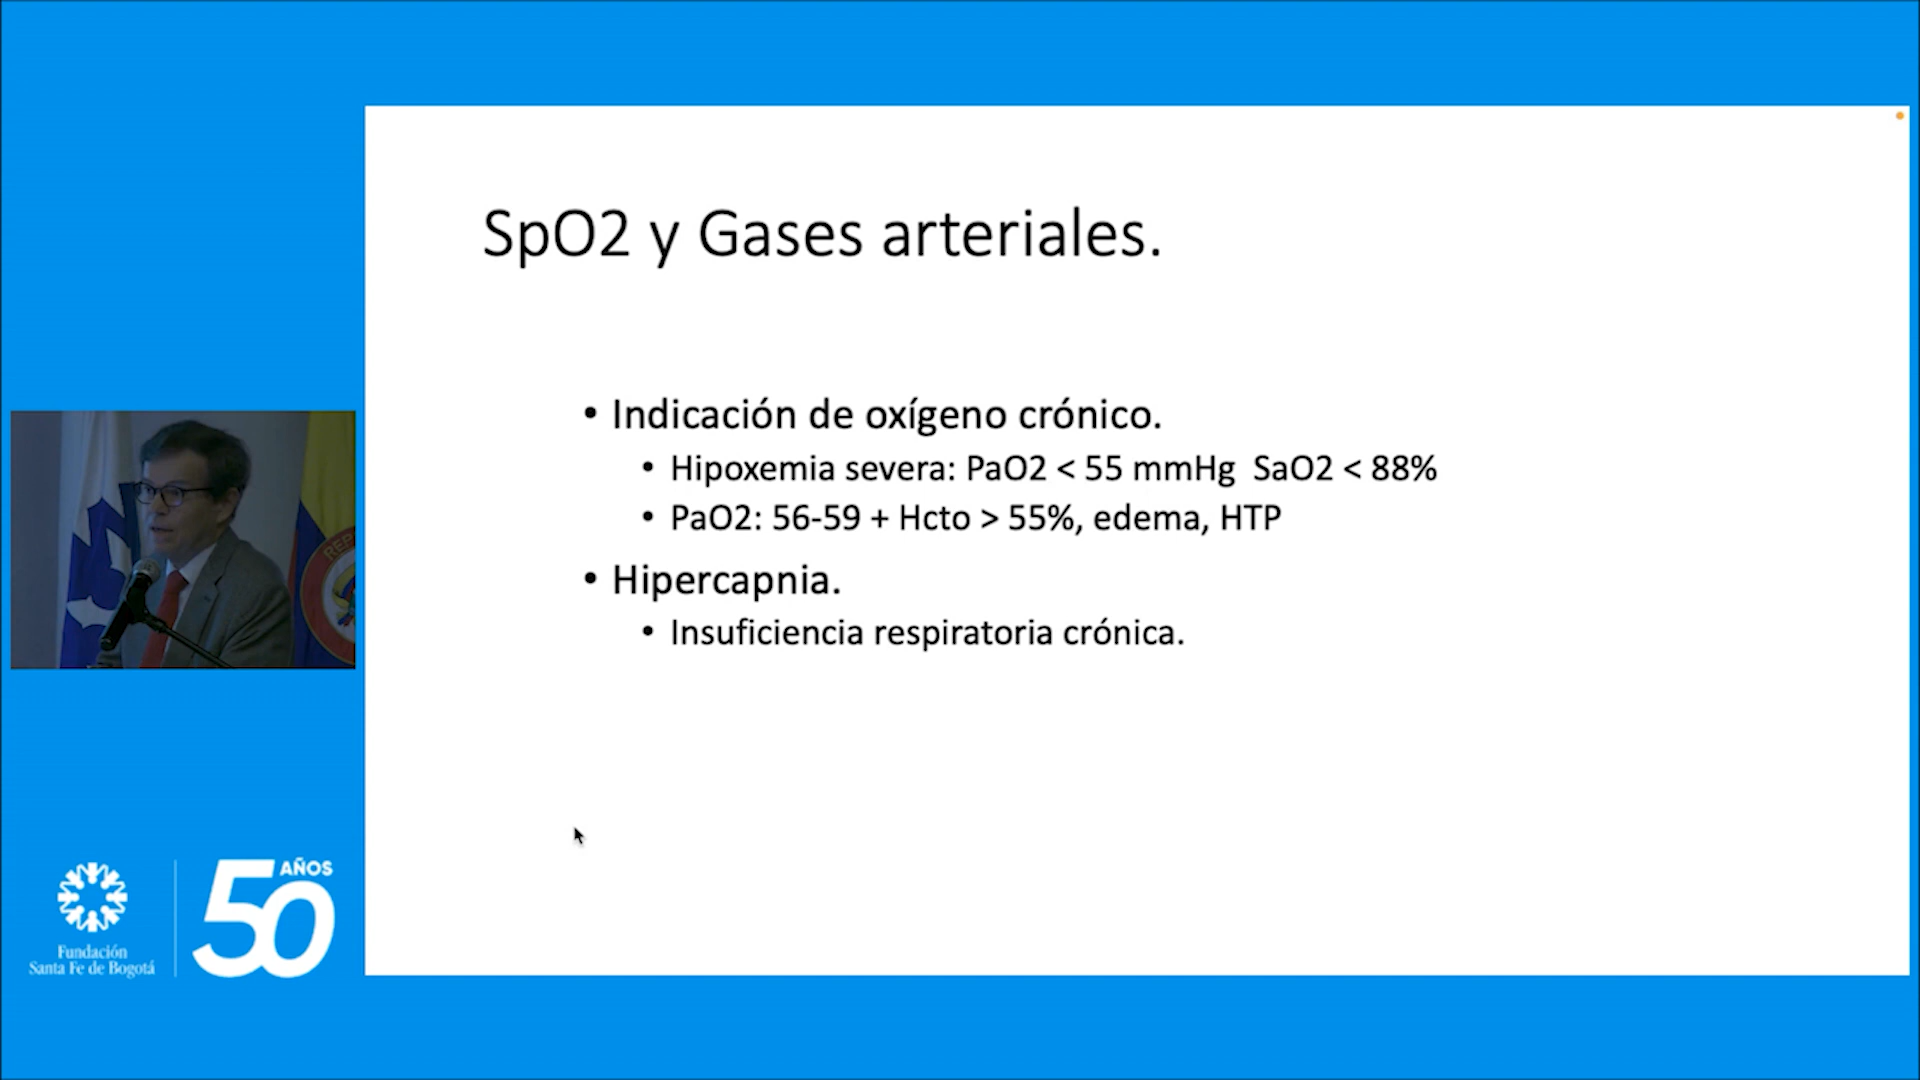 SpO2 y Gases arteriales.
• Indicación de oxígeno crónico.
• Hipoxemia severa: PaO2 < 55 mmHg  SaO2 < 88%
• PaO2: 56-59 + Hcto > 55%, edema, HTP
• Hipercapnia.
• Insuficiencia respiratoria crónica.
REP
Fundación
Santa Fe de Bogotá
50 AÑOS